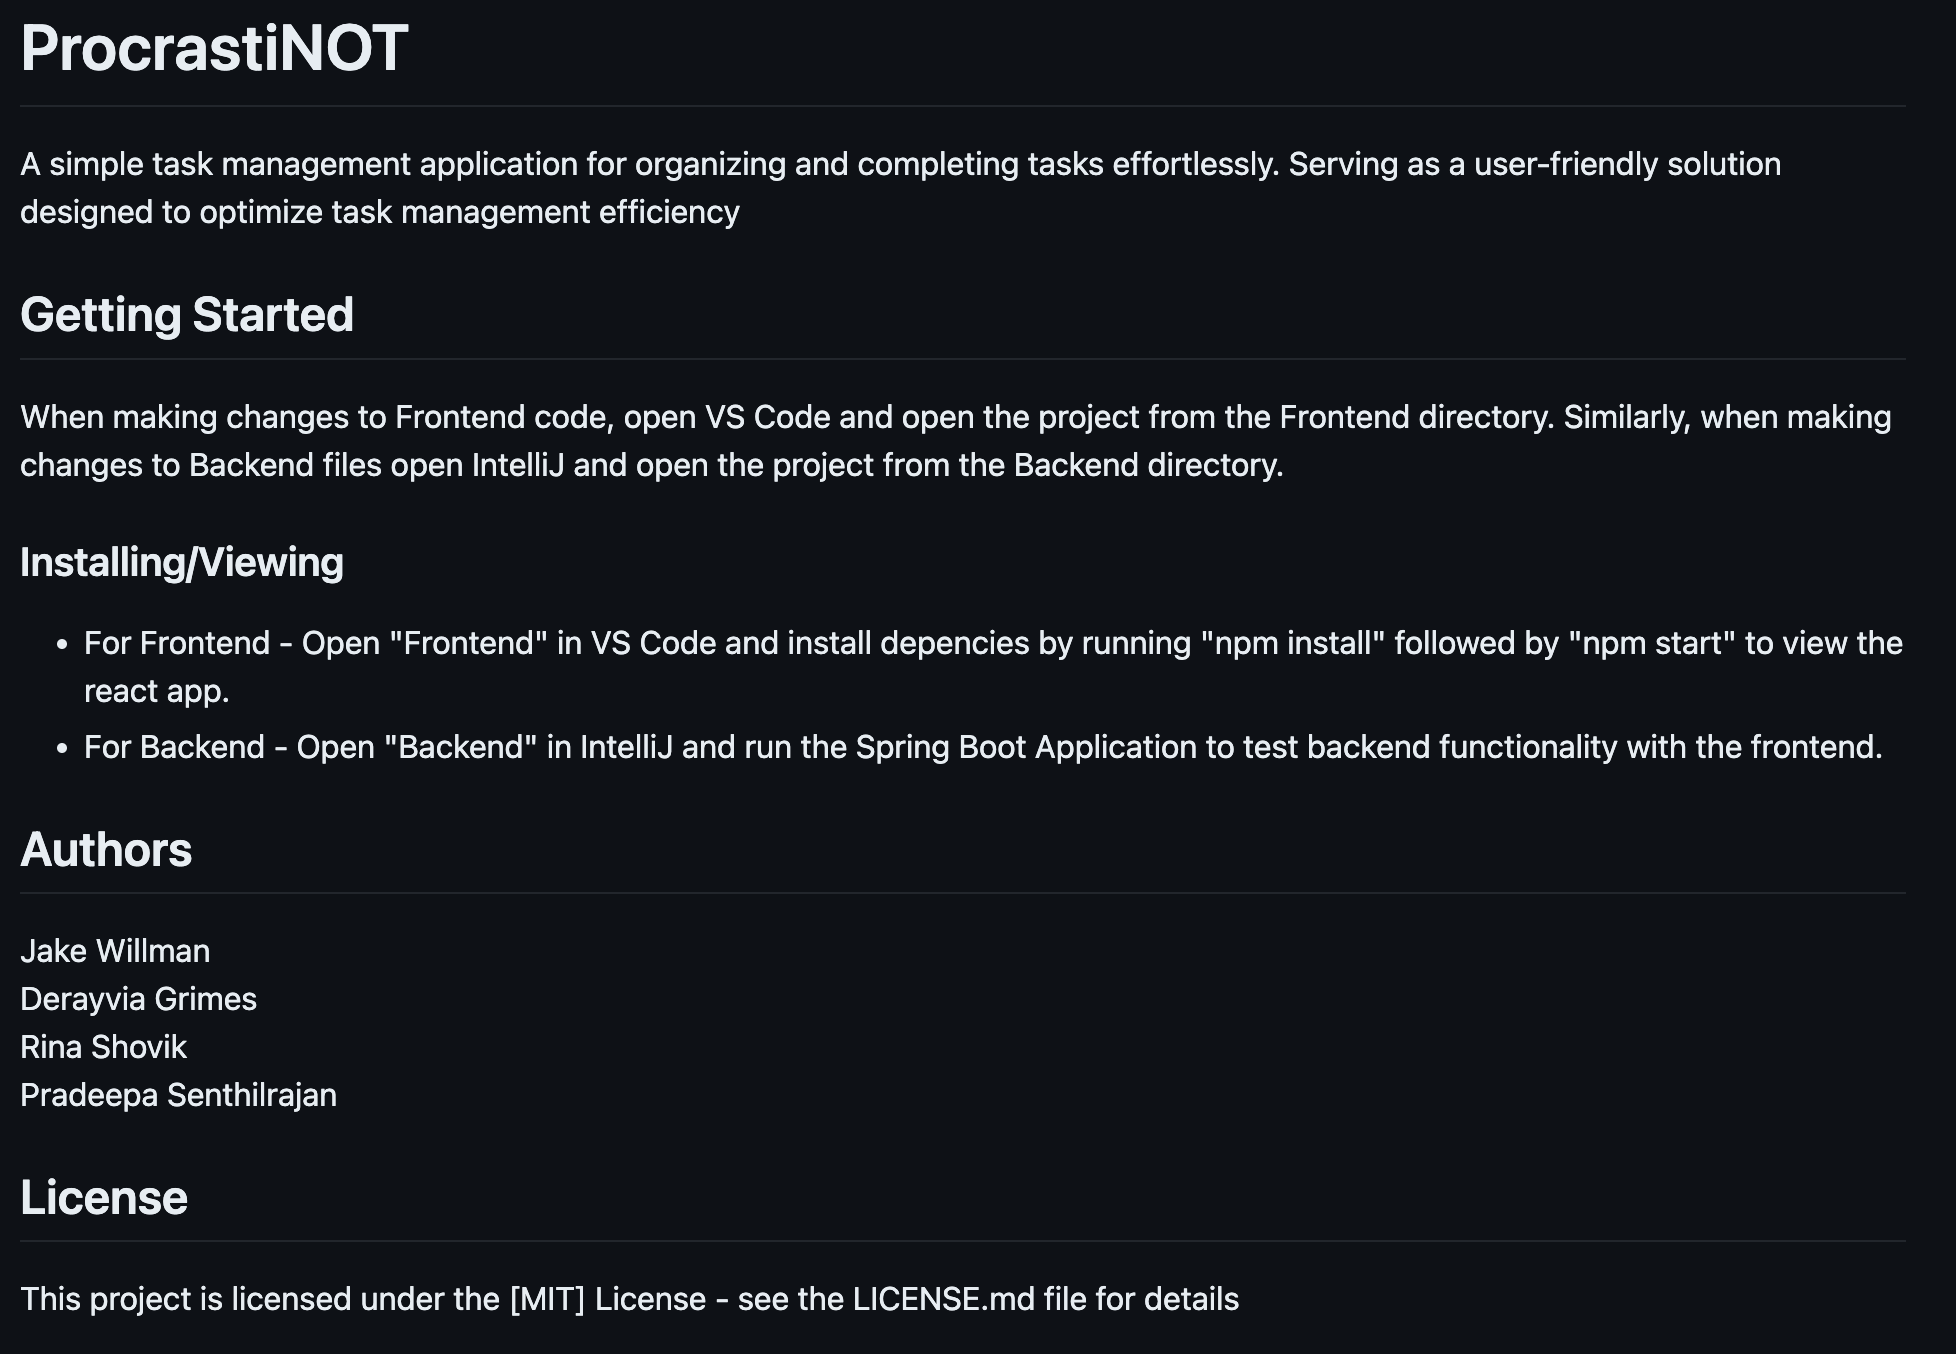 ProcrastiNOT
A simple task management application for organizing and completing tasks effortlessly. Serving as a user-friendly solution
designed to optimize task management efficiency
Getting Started
When making changes to Frontend code, open VS Code and open the project from the Frontend directory. Similarly, when making
changes to Backend files open IntelliJ and open the project from the Backend directory.
Installing/Viewing
• For Frontend - Open "Frontend" in VS Code and install depencies by running "npm install" followed by "npm start" to view the
react app.
• For Backend - Open "Backend" in IntelliJ and run the Spring Boot Application to test backend functionality with the frontend.
Authors
Jake Willman
Derayvia Grimes
Rina Shovik
Pradeepa Senthilrajan
License
This project is licensed under the [MIT] License - see the LICENSE.md file for details